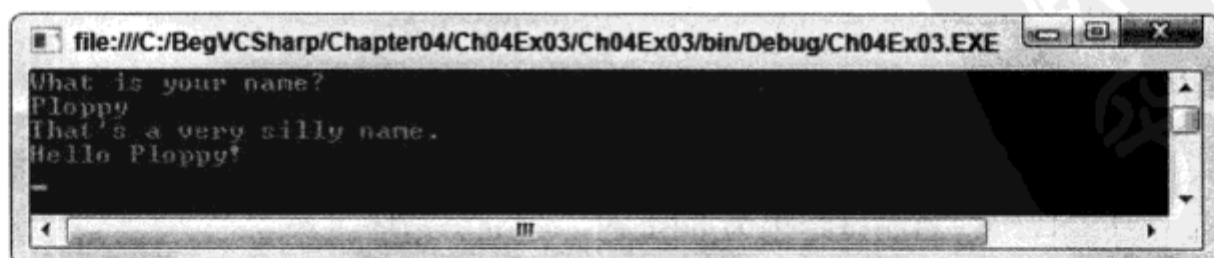 file:///C:/BegVCSharp/Chapter04/Ch04Ex03/Ch04Ex03/bin/Debug/Ch04Ex03.EXE
What is your name?
Ploppy
That's a very silly name.
Hello Ploppy!